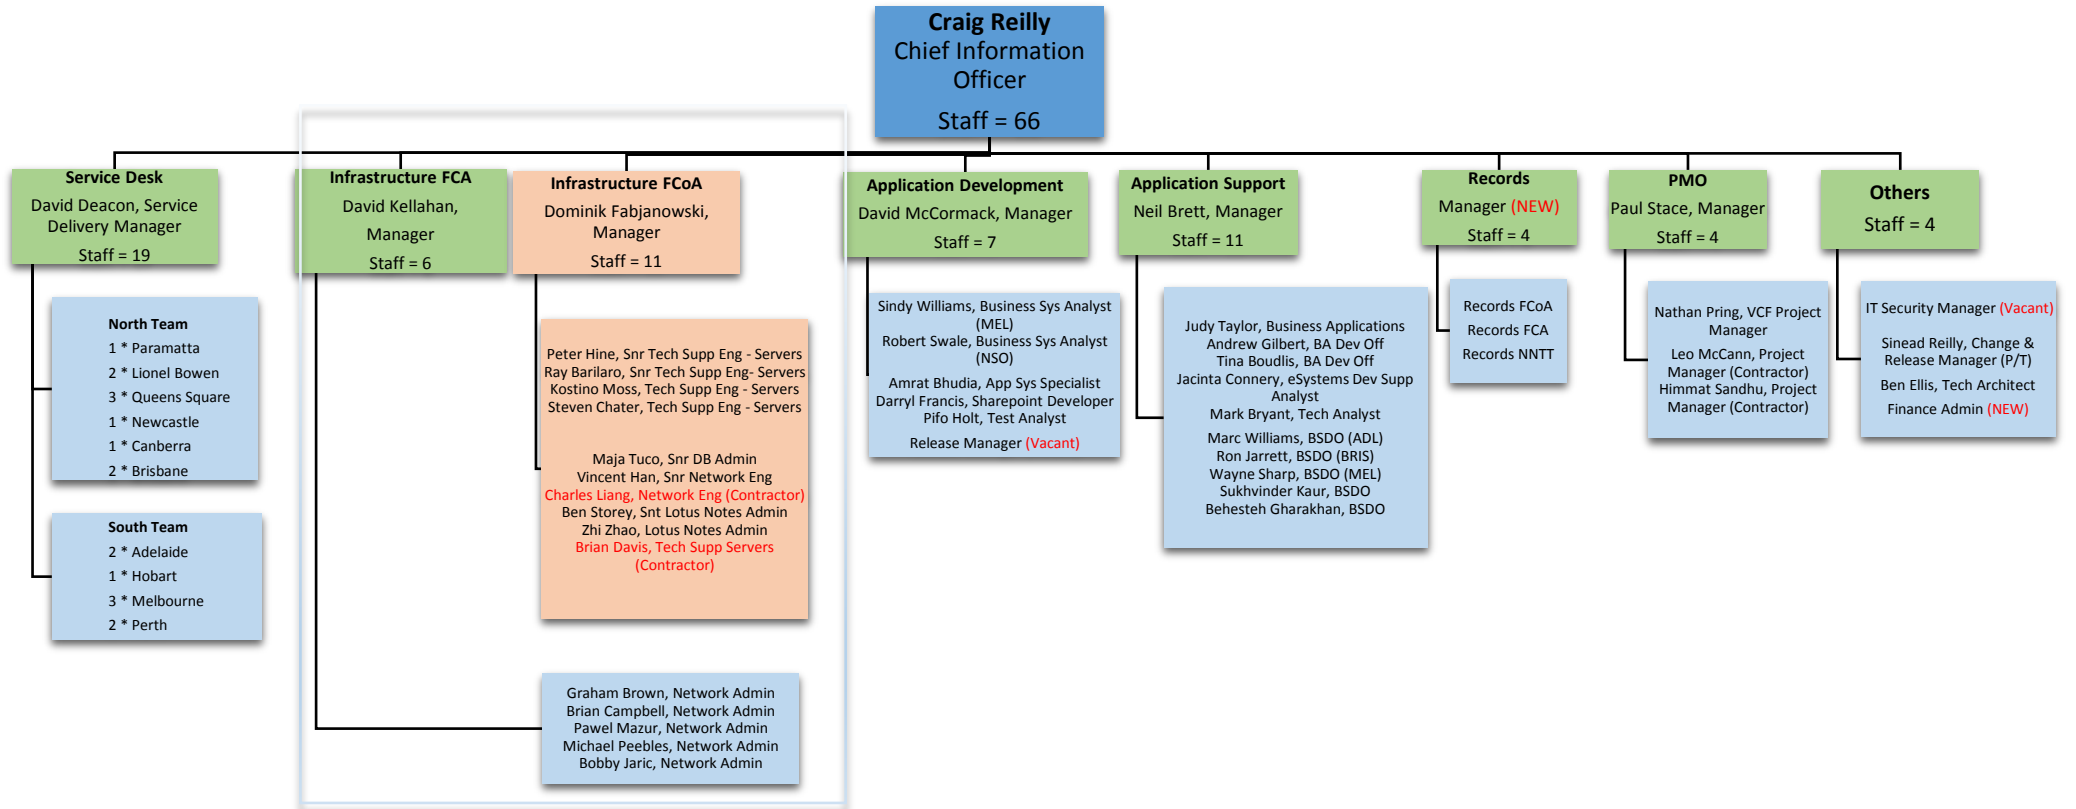 Craig Reilly
Chief Information
Officer
Staff = 66
Service Desk
David Deacon, Service
Delivery Manager
Staff = 19
North Team
1 * Paramatta
2 * Lionel Bowen
3 * Queens Square
1 * Newcastle
1 * Canberra
2 * Brisbane
South Team
2 * Adelaide
1 * Hobart
3 * Melbourne
2 * Perth
Infrastructure FCA
David Kellahan,
Manager
Staff = 6
Infrastructure FCoA
Dominik Fabjanowski,
Manager
Staff = 11
Peter Hine, Snr Tech Supp Eng - Servers
Ray Barilaro, Snr Tech Supp Eng- Servers
Kostino Moss, Tech Supp Eng - Servers
Steven Chater, Tech Supp Eng - Servers
Maja Tuco, Snr DB Admin
Vincent Han, Snr Network Eng
Charles Liang, Network Eng (Contractor)
Ben Storey, Snt Lotus Notes Admin
Zhi Zhao, Lotus Notes Admin
Brian Davis, Tech Supp Servers
(Contractor)
Graham Brown, Network Admin
Brian Campbell, Network Admin
Pawel Mazur, Network Admin
Michael Peebles, Network Admin
Bobby Jaric, Network Admin
Application Development
David McCormack, Manager
Staff = 7
Sindy Williams, Business Sys Analyst
(MEL)
Robert Swale, Business Sys Analyst
(NSO)
Amrat Bhudia, App Sys Specialist
Darryl Francis, Sharepoint Developer
Pifo Holt, Test Analyst
Release Manager (Vacant)
Application Support
Neil Brett, Manager
Staff = 11
Judy Taylor, Business Applications
Andrew Gilbert, BA Dev Off
Tina Boudlis, BA Dev Off
Jacinta Connery, eSystems Dev Supp
Analyst
Mark Bryant, Tech Analyst
Marc Williams, BSDO (ADL)
Ron Jarrett, BSDO (BRIS)
Wayne Sharp, BSDO (MEL)
Sukhvinder Kaur, BSDO
Behesteh Gharakhan, BSDO
Records
Manager (NEW)
Staff = 4
Records FCoA
Records FCA
Records NNTT
PMO
Paul Stace, Manager
Staff = 4
Nathan Pring, VCF Project
Manager
Leo McCann, Project
Manager (Contractor)
Himmat Sandhu, Project
Manager (Contractor)
Others
Staff = 4
IT Security Manager (Vacant)
Sinead Reilly, Change &
Release Manager (P/T)
Ben Ellis, Tech Architect
Finance Admin (NEW)